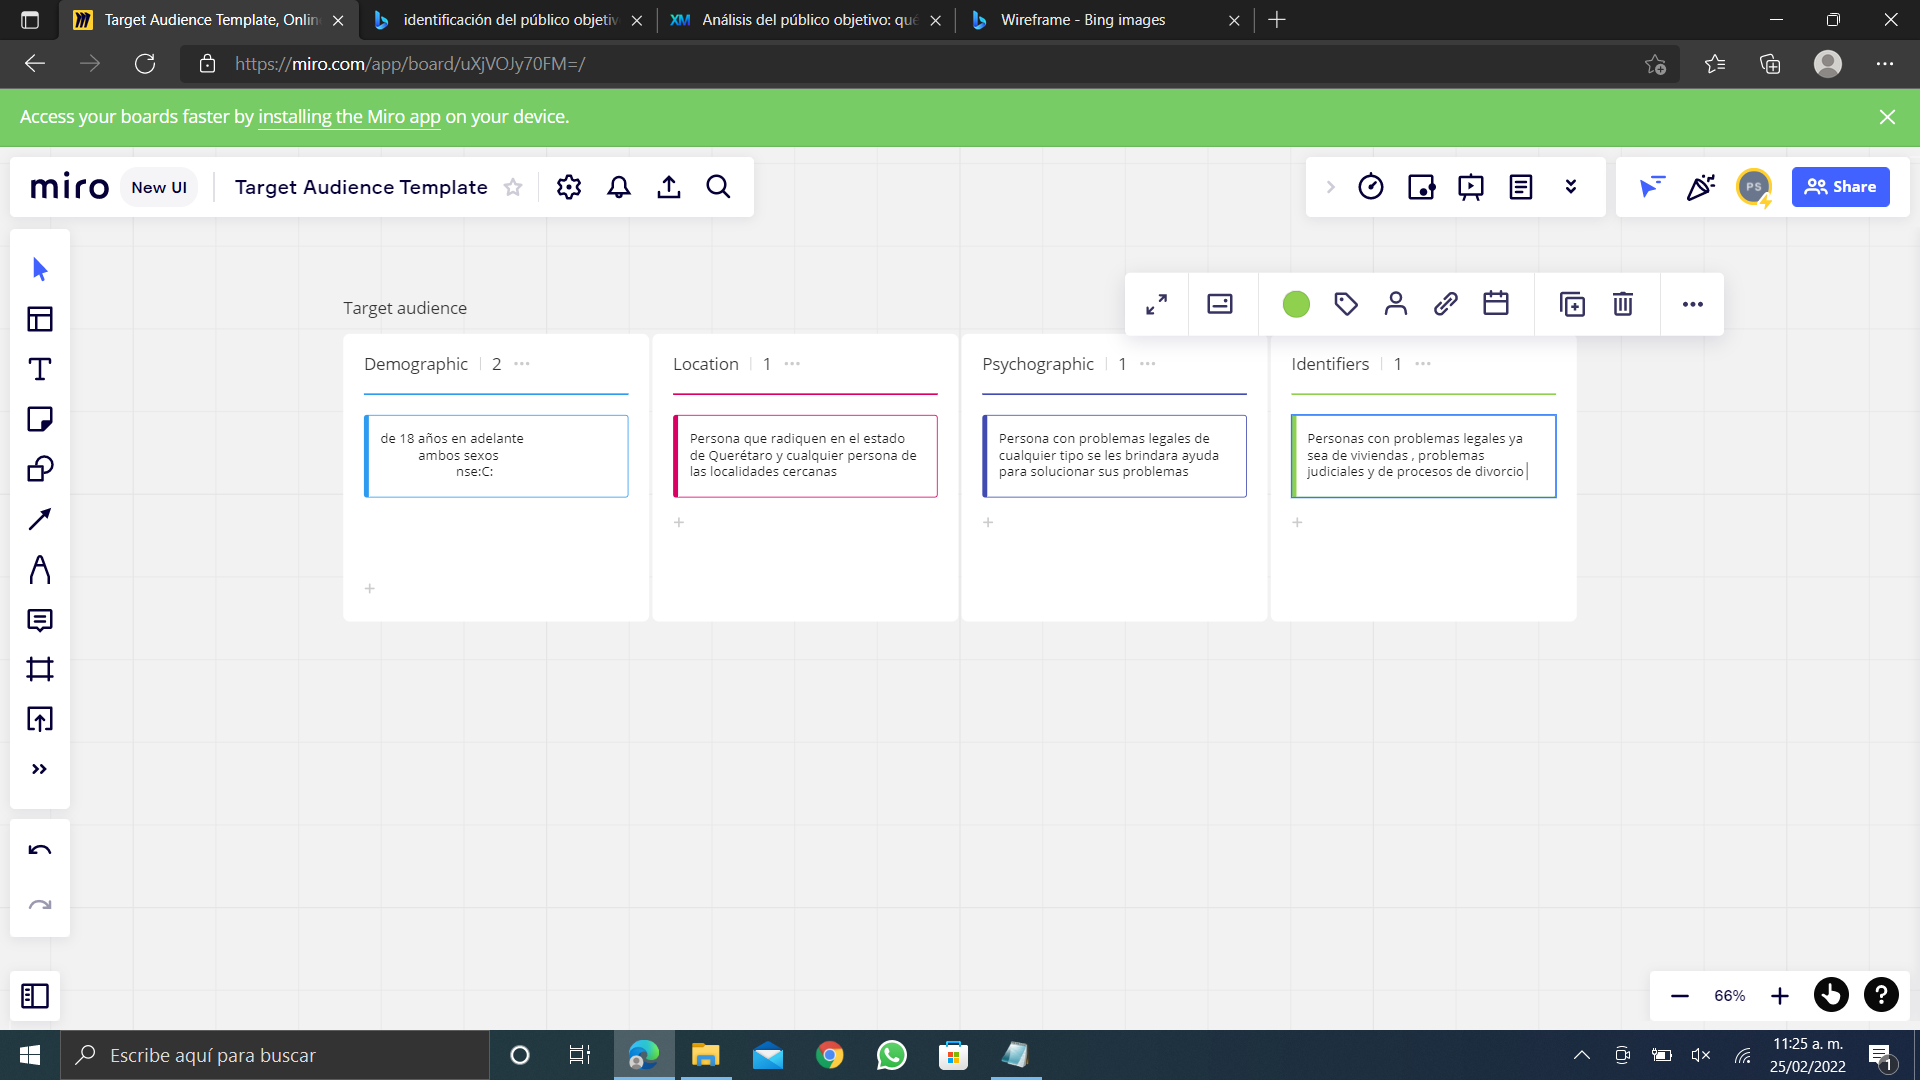 Target Audience Template, Onlin
identificación del público objetiv
XM Análisis del público objetivo: qué
Wireframe - Bing images
https://miro.com/app/board/uXjVOJy70FM=/
Access your boards faster by installing the Miro app on your device.
miro
New UI
Target Audience Template
PS
Share
Target audience
Demographic 2
Location 1
Psychographic 1
Identifiers 1
de 18 años en adelante
ambos sexos
nse:C:
Persona que radiquen en el estado
de Querétaro y cualquier persona de
las localidades cercanas
Persona con problemas legales de
cualquier tipo se les brindara ayuda
para solucionar sus problemas
Personas con problemas legales ya
sea de viviendas , problemas
judiciales y de procesos de divorcio
66%
?
Escribe aquí para buscar
11:25 a. m.
25/02/2022
1